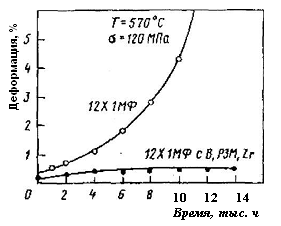 T = 570°C
σ = 120 МПа
Деформация, %
5
4
3
2
1
0
12Х1МФ
12Х1МФ с В, РЗМ, Zr
0 2 4 6 8 10 12 14
Время, тыс. ч